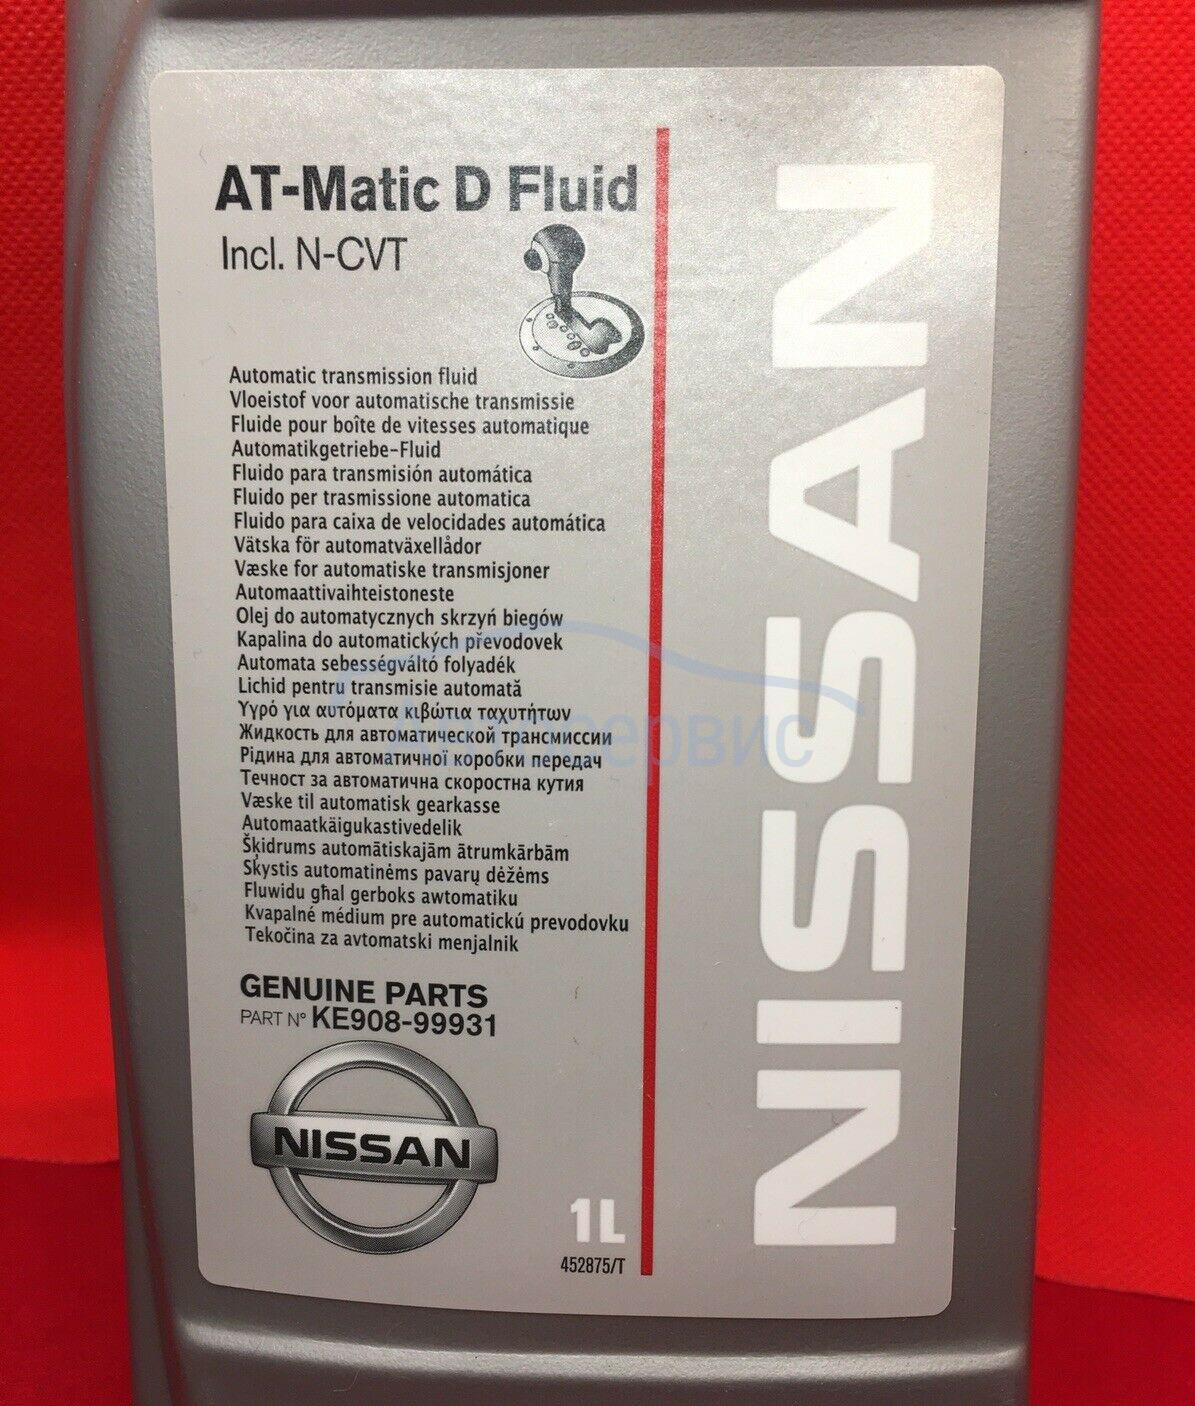 AT-Matic D Fluid
Incl. N-CVT
Automatic transmission fluid
Vloeistof voor automatische transmissie
Fluide pour boîte de vitesses automatique
Automatikgetriebe-Fluid
Fluido para transmisión automática
Fluido per trasmissione automatica
Fluido para caixa de velocidades automática
Vätska för automatväxellådor
Væske for automatiske transmisjoner
Automaattivaihteistoneste
Olej do automatycznych skrzyń biegów
Kapalina do automatických převodovek
Automata sebességváltó folyadék
Lichid pentru transmisie automată
Υγρό για αυτόματα κιβώτια ταχυτήτων
Жидкость для автоматической трансмиссии
Рідина для автоматичної коробки передач
Течност за автоматична скоростна кутия
Væske til automatisk gearkasse
Automaatkäigukastivedelik
Šķidrums automātiskajām ātrumkārbām
Skystis automatinėms pavarų dėžėms
Fluwidu għal gerboks awtomatiku
Kvapalné médium pre automatickú prevodovku
Tekočina za avtomatski menjalnik
GENUINE PARTS
PART N° KE908-99931
NISSAN
1L
452875/T
NISSAN
Автосервис